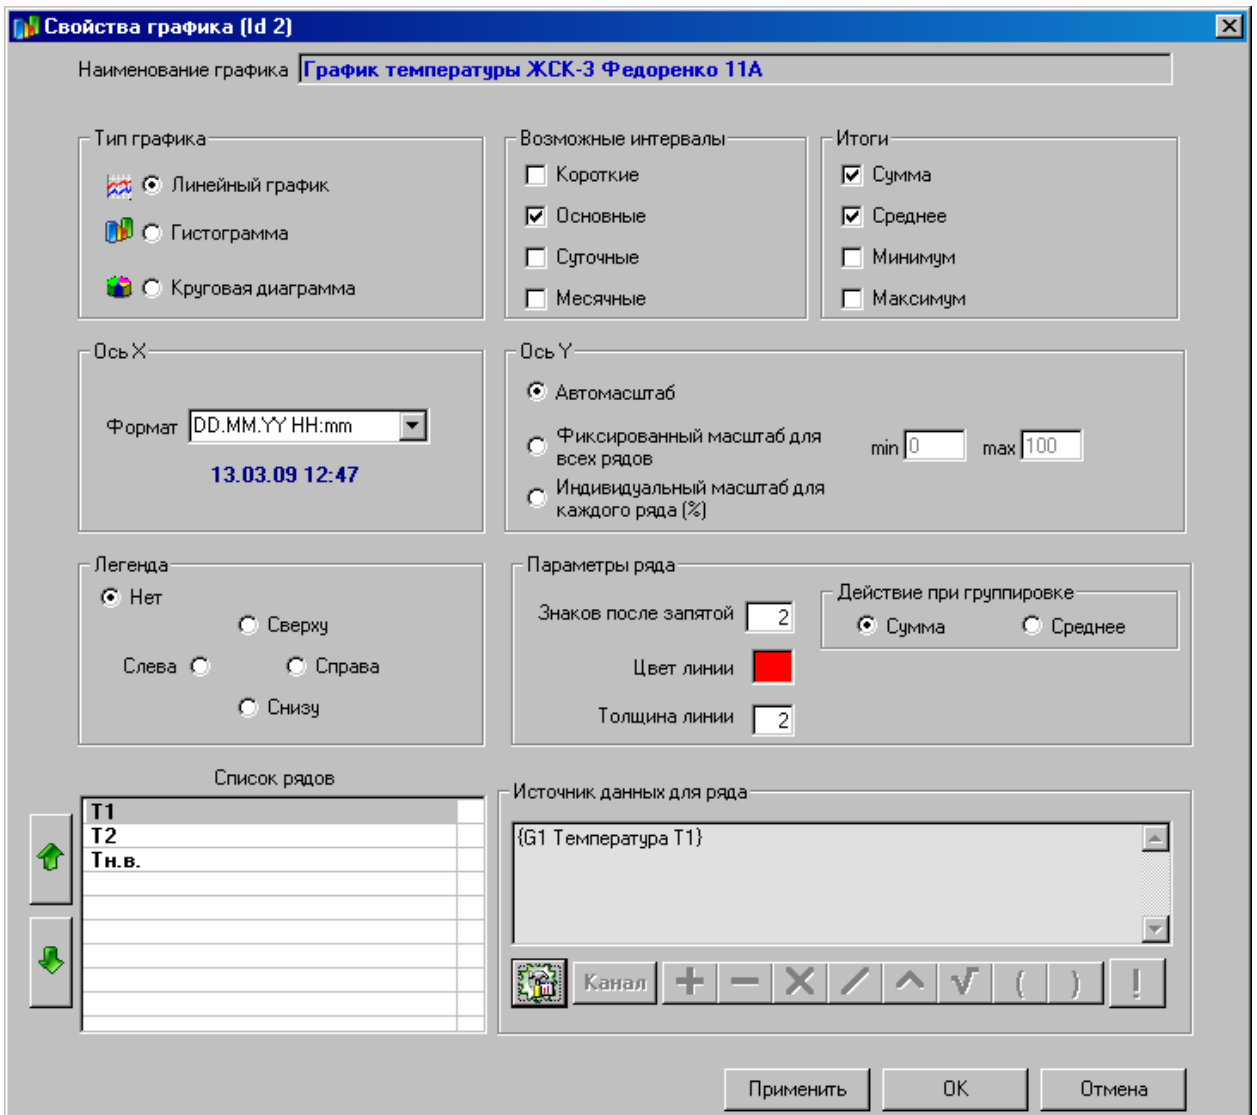 Свойства графика (Id 2)
Наименование графика График температуры ЖСК-3 Федоренко 11А
Тип графика
Линейный график
Гистограмма
Круговая диаграмма
Возможные интервалы
Короткие
Основные
Суточные
Месячные
Итоги
Сумма
Среднее
Минимум
Максимум
Ось X
Формат DD.MM.YY HH:mm
13.03.09 12:47
Ось Y
Автомасштаб
Фиксированный масштаб для
всех рядов
min 0 max 100
Индивидуальный масштаб для
каждого ряда (%)
Легенда
Нет
Сверху
Слева Справа
Снизу
Параметры ряда
Знаков после запятой 2
Цвет линии
Толщина линии 2
Действие при группировке
Сумма Среднее
Список рядов
Т1
Т2
Тн.в.
Источник данных для ряда
{G1 Температура T1}
Канал + − X / ^ √ ( ) !
Применить OK Отмена